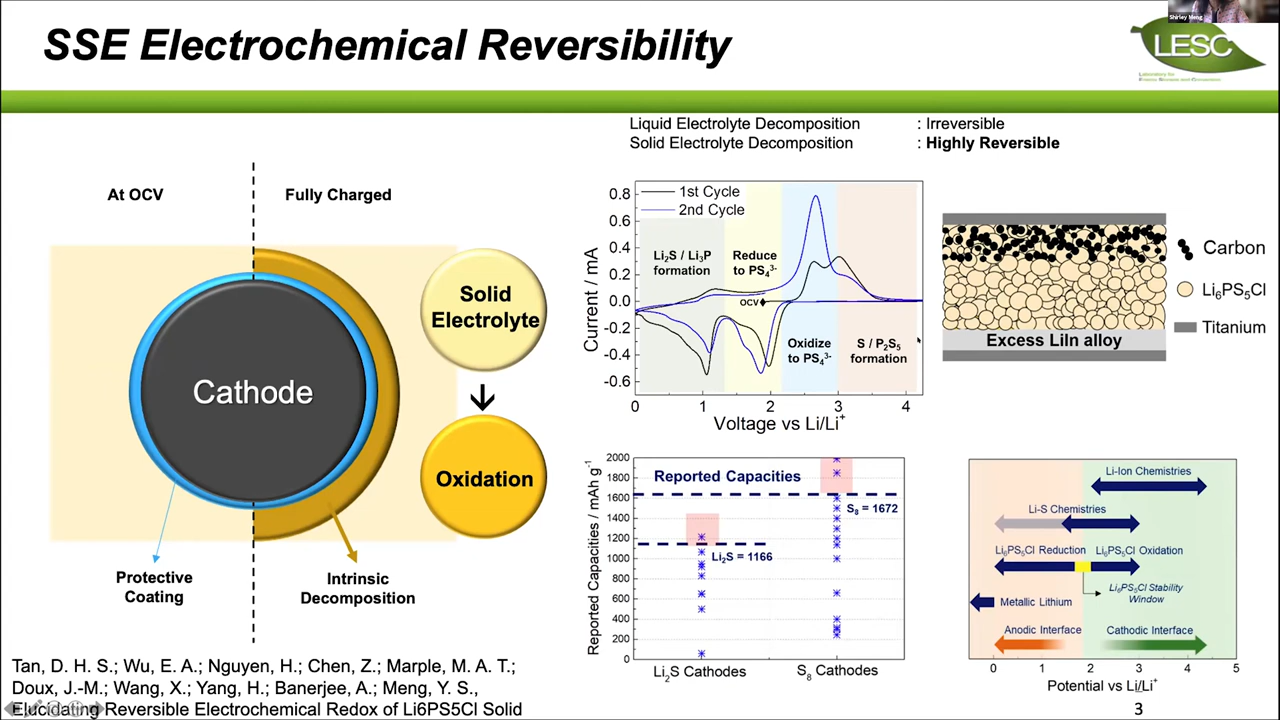 SSE Electrochemical Reversibility
Shirley Meng
LESC
Liquid Electrolyte Decomposition : Irreversible
Solid Electrolyte Decomposition : Highly Reversible
At OCV
Fully Charged
Cathode
Solid
Electrolyte
Oxidation
Protective
Coating
Intrinsic
Decomposition
1st Cycle
2nd Cycle
Li₂S / Li₃P
formation
Reduce
to PS₄³⁻
OCV
Oxidize
to PS₄³⁻
S / P₂S₅
formation
Current / mA
0.8
0.6
0.4
0.2
0.0
-0.2
-0.4
-0.6
0 1 2 3 4
Voltage vs Li/Li⁺
Carbon
Li₆PS₅Cl
Titanium
Excess LiIn alloy
Reported Capacities
Reported Capacities / mAh g⁻¹
2000
1800
1600
1400
1200
1000
800
600
400
200
0
S₈ = 1672
Li₂S = 1166
Li₂S Cathodes
S₈ Cathodes
Li-Ion Chemistries
Li-S Chemistries
Li₆PS₅Cl Reduction
Li₆PS₅Cl Oxidation
Li₆PS₅Cl Stability
Window
Metallic Lithium
Anodic Interface
Cathodic Interface
0 1 2 3 4 5
Potential vs Li/Li⁺
Tan, D. H. S.; Wu, E. A.; Nguyen, H.; Chen, Z.; Marple, M. A. T.;
Doux, J.-M.; Wang, X.; Yang, H.; Banerjee, A.; Meng, Y. S.,
Elucidating Reversible Electrochemical Redox of Li6PS5Cl Solid
3